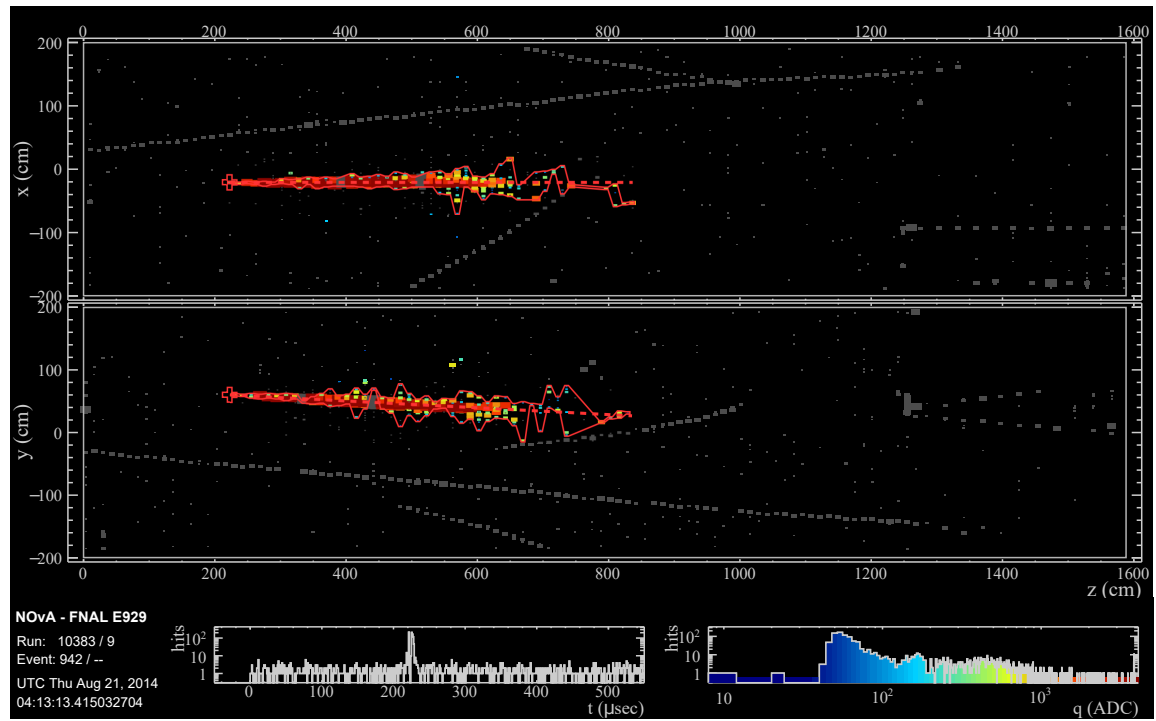 0 200 400 600 800 1000 1200 1400 1600
200
100
0
−100
−200
x (cm)
200
100
0
−100
−200
y (cm)
0 200 400 600 800 1000 1200 1400 1600
z (cm)
NOvA - FNAL E929
Run: 10383 / 9
Event: 942 / --
UTC Thu Aug 21, 2014
04:13:13.415032704
hits
10²
10
1
0 100 200 300 400 500
t (μsec)
hits
10²
10
1
10 10² 10³
q (ADC)